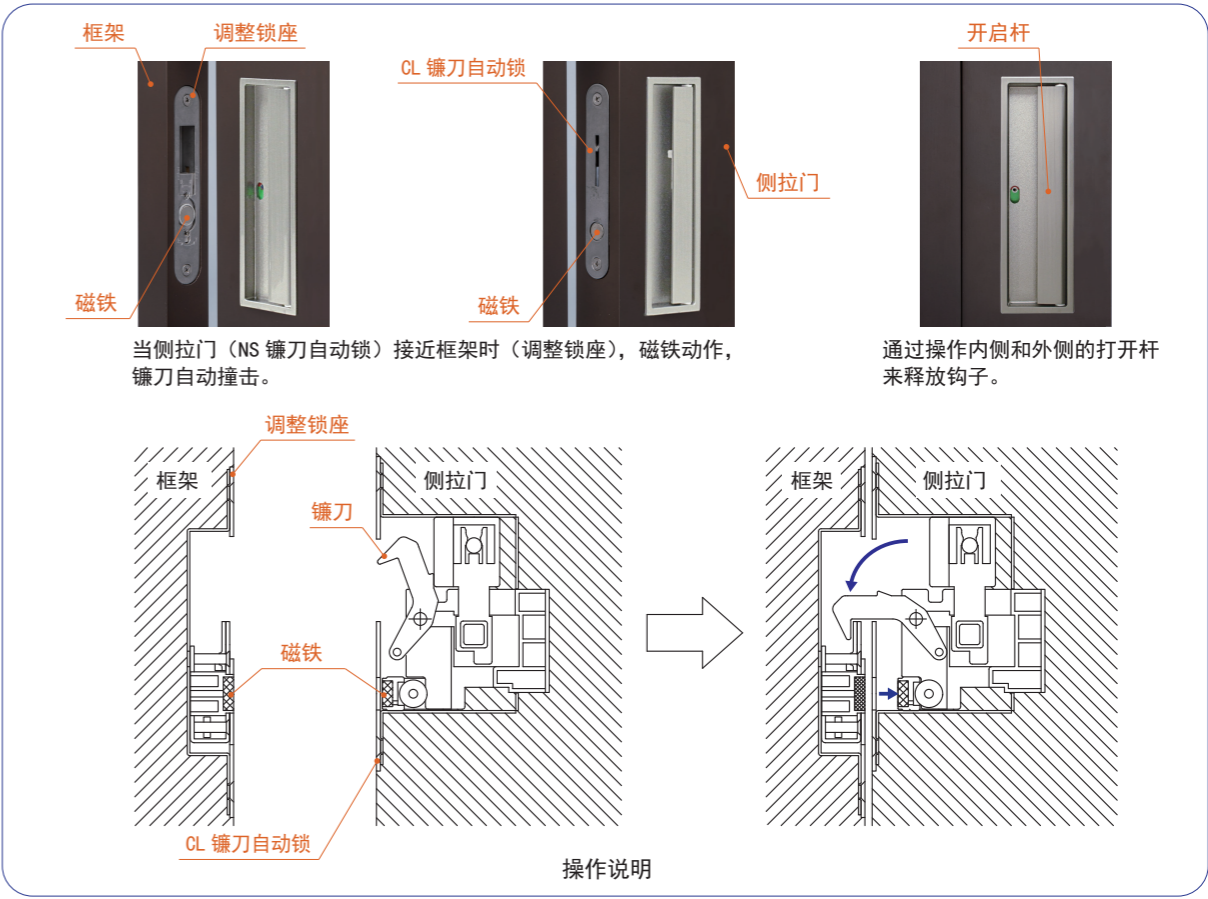 框架
调整锁座
CL 镰刀自动锁
开启杆
侧拉门
磁铁
磁铁
当侧拉门（NS 镰刀自动锁）接近框架时（调整锁座），磁铁动作，
镰刀自动撞击。
通过操作内侧和外侧的打开杆
来释放钩子。
调整锁座
框架
侧拉门
镰刀
磁铁
CL 镰刀自动锁
框架
侧拉门
操作说明